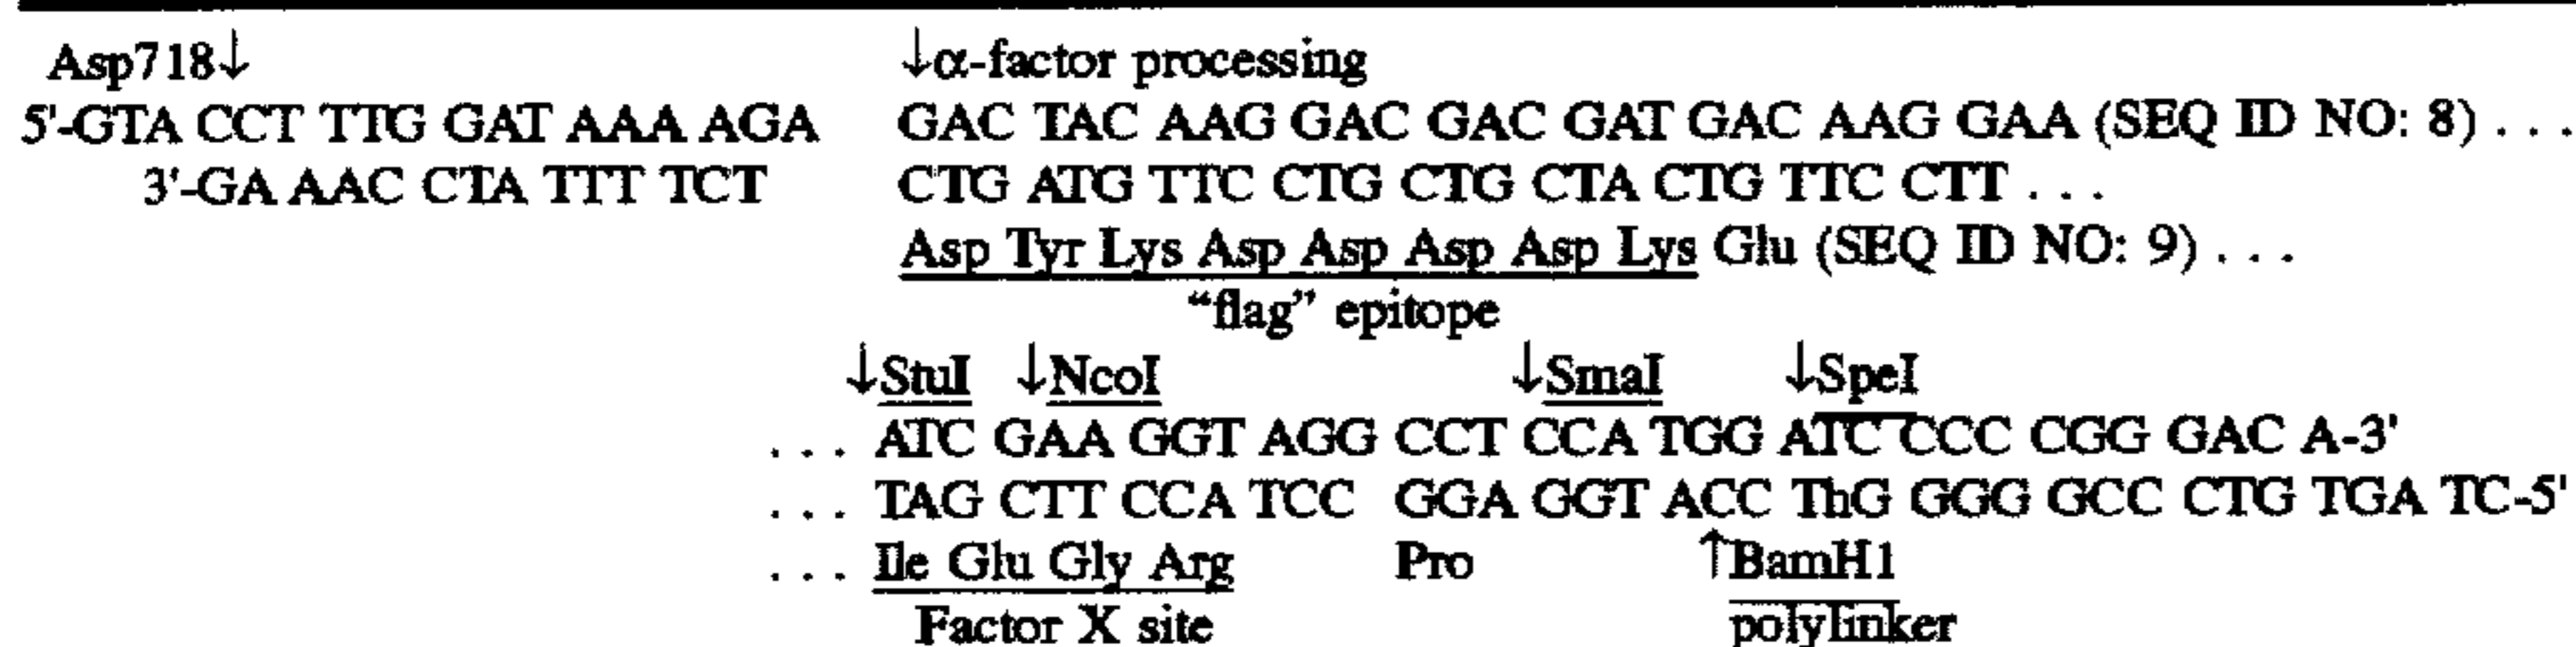 Asp718↓ ↓α-factor processing
5'-GTA CCT TTG GAT AAA AGA GAC TAC AAG GAC GAC GAT GAC AAG GAA (SEQ ID NO: 8) . . .
3'-GA AAC CTA TTT TCT CTG ATG TTC CTG CTG CTA CTG TTC CTT . . .
Asp Tyr Lys Asp Asp Asp Asp Lys Glu (SEQ ID NO: 9) . . .
“flag” epitope
↓StuI ↓NcoI ↓SmaI ↓SpeI
. . . ATC GAA GGT AGG CCT CCA TGG ATC CCC CGG GAC A-3'
. . . TAG CTT CCA TCC GGA GGT ACC ThG GGG GCC CTG TGA TC-5'
. . . Ile Glu Gly Arg Pro ↑BamH1
Factor X site polylinker